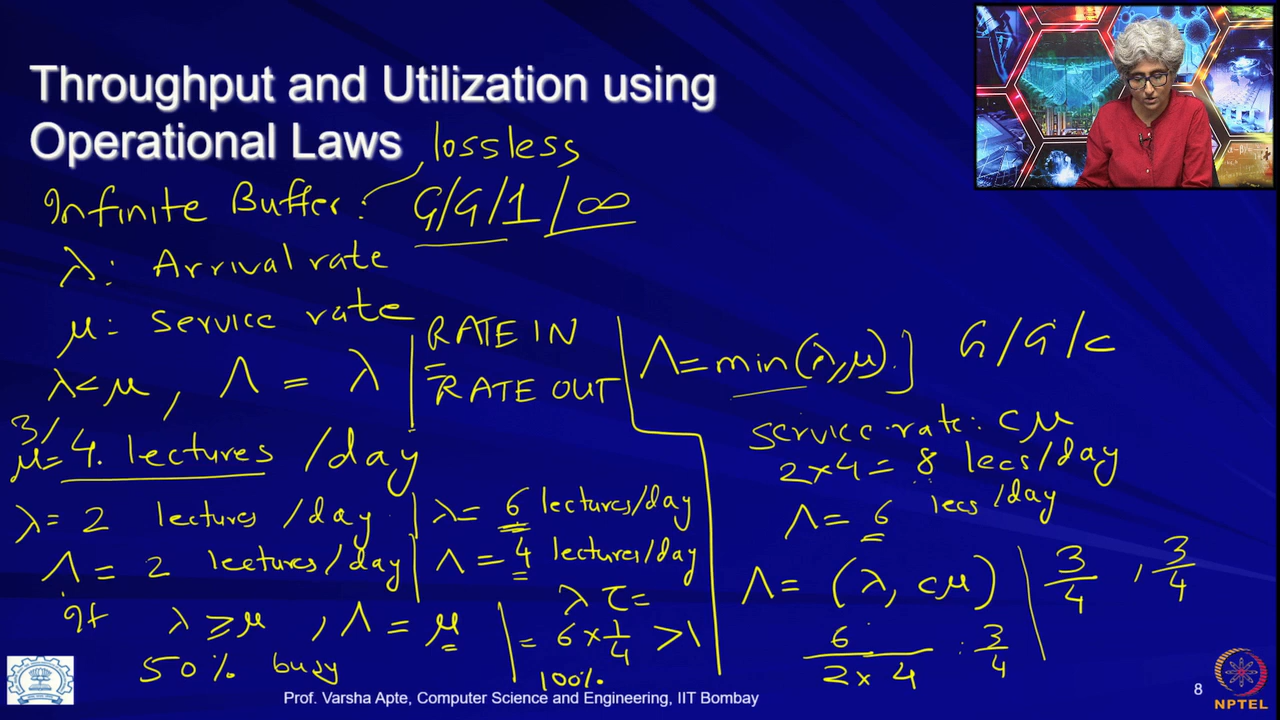 Throughput and Utilization using
Operational Laws
lossless
Infinite Buffer: G/G/1/∞
λ: Arrival rate
μ: Service rate
λ<μ, Λ = λ
RATE IN
= RATE OUT
3/
μ= 4. lectures /day
λ= 2 lectures /day
Λ = 2 lectures/day
λ= 6 lectures/day
Λ = 4 lectures/day
If λ ≥ μ, Λ = μ
50% busy
λ τ =
= 6 × 1/4 >1
100%
Λ= min(λ,μ).]
G/G/c
service rate: cμ
2×4= 8 lecs/day
Λ= 6 lecs/day
Λ= (λ, cμ)
6/(2×4) : 3/4
3/4, 3/4
Prof. Varsha Apte, Computer Science and Engineering, IIT Bombay
8
NPTEL